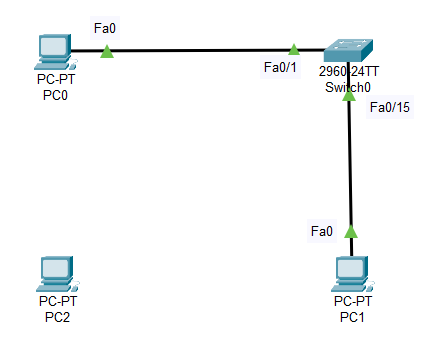 Fa0
Fa0/1
PC-PT
PC0
2960-24TT
Switch0
Fa0/15
Fa0
PC-PT
PC2
PC-PT
PC1